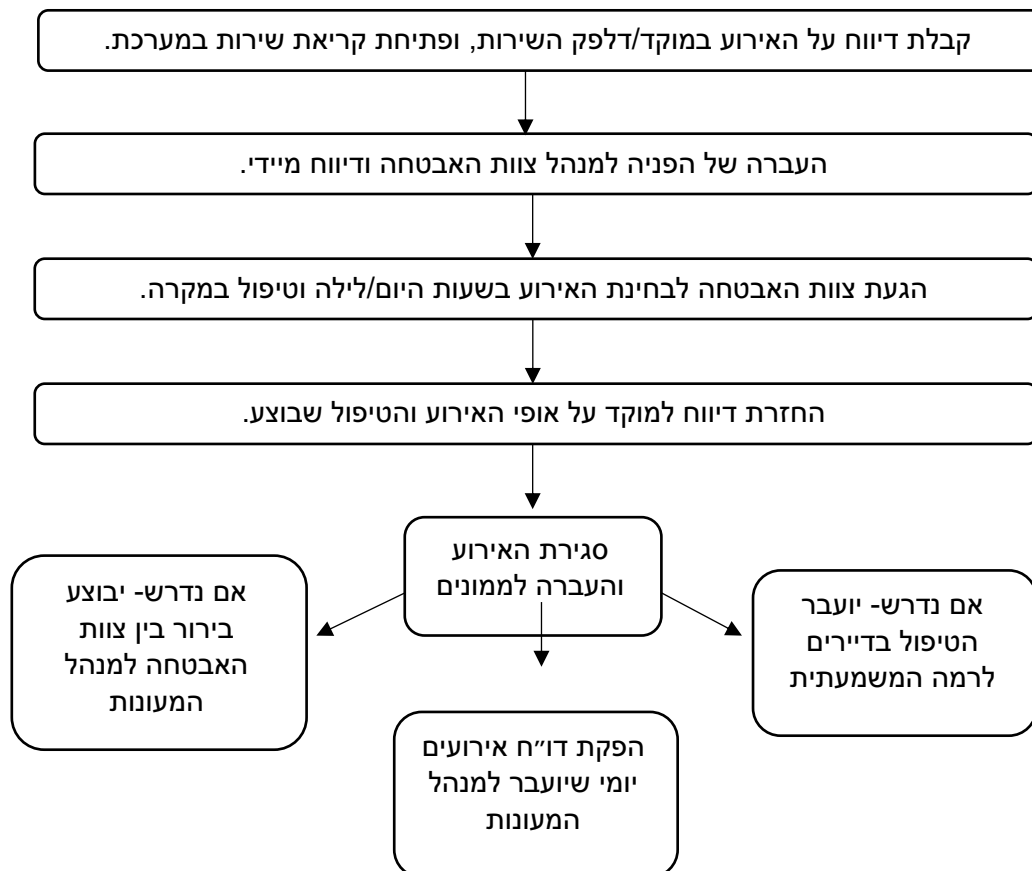 קבלת דיווח על האירוע במוקד/דלפק השירות, ופתיחת קריאת שירות במערכת.
העברה של הפניה למנהל צוות האבטחה ודיווח מיידי.
הגעת צוות האבטחה לבחינת האירוע בשעות היום/לילה וטיפול במקרה.
החזרת דיווח למוקד על אופי האירוע והטיפול שבוצע.
סגירת האירוע
והעברה לממונים
אם נדרש- יועבר
הטיפול בדיירים
לרמה המשמעתית
הפקת דו״ח אירועים
יומי שיועבר למנהל
המעונות
אם נדרש- יבוצע
בירור בין צוות
האבטחה למנהל
המעונות